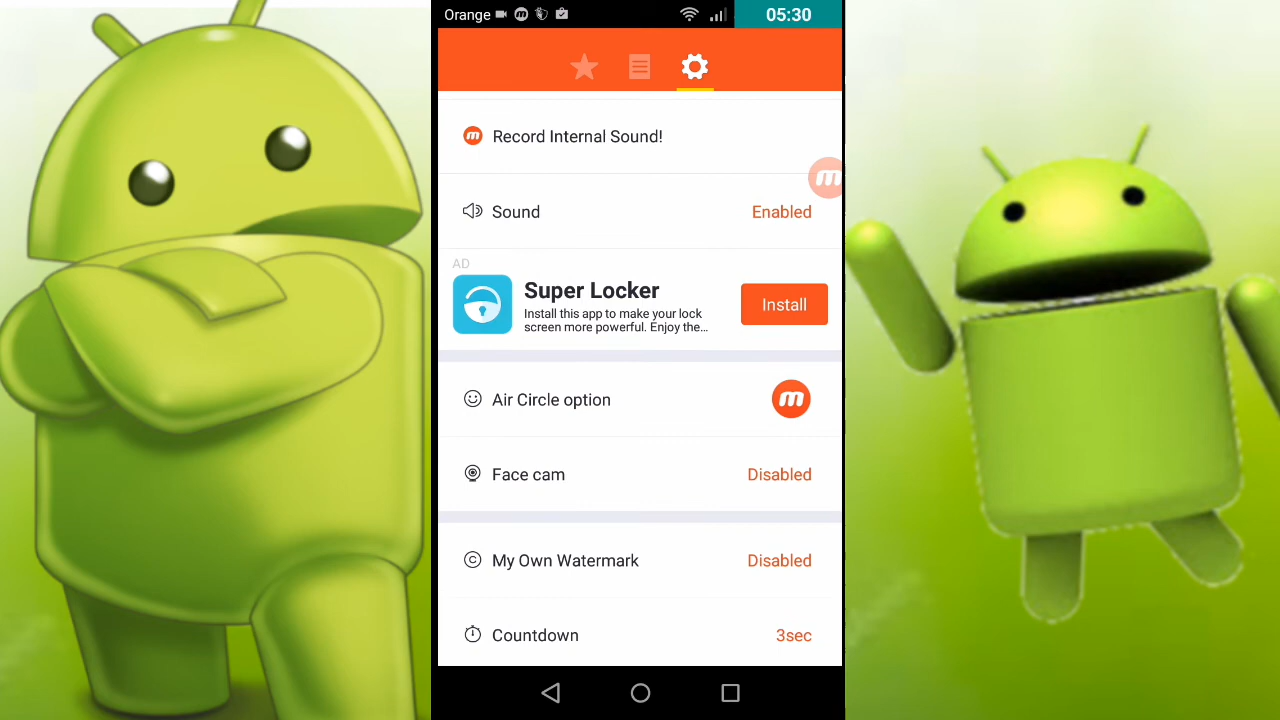 Orange 05:30
Record Internal Sound!
Sound Enabled
AD
Super Locker
Install this app to make your lock
screen more powerful. Enjoy the...
Install
Air Circle option
Face cam Disabled
My Own Watermark Disabled
Countdown 3sec